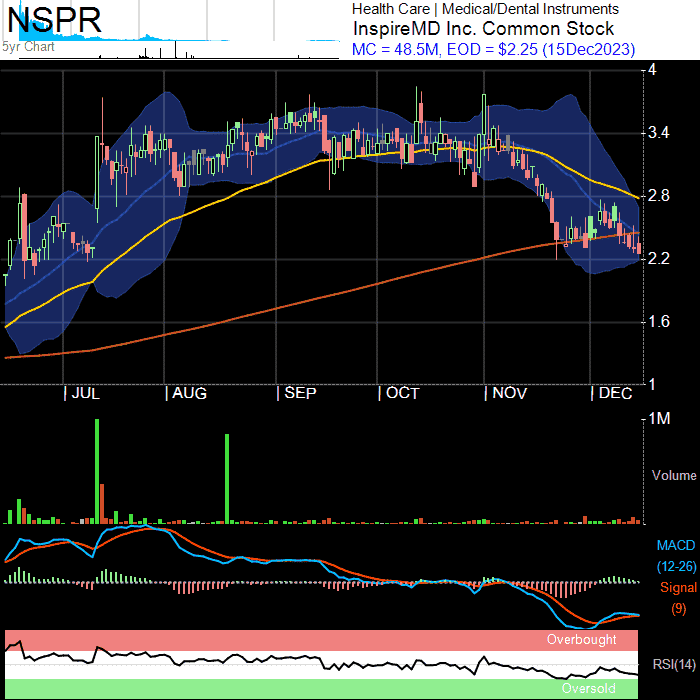 NSPR
5yr Chart
Health Care | Medical/Dental Instruments
InspireMD Inc. Common Stock
MC = 48.5M, EOD = $2.25 (15Dec2023)
4
3.4
2.8
2.2
1.6
1
| JUL | AUG | SEP | OCT | NOV | DEC
1M
Volume
MACD
(12-26)
Signal
(9)
Overbought
RSI(14)
Oversold